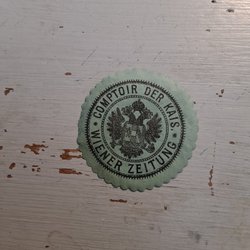 COMPTOIR DER KAIS.
WIENER ZEITUNG